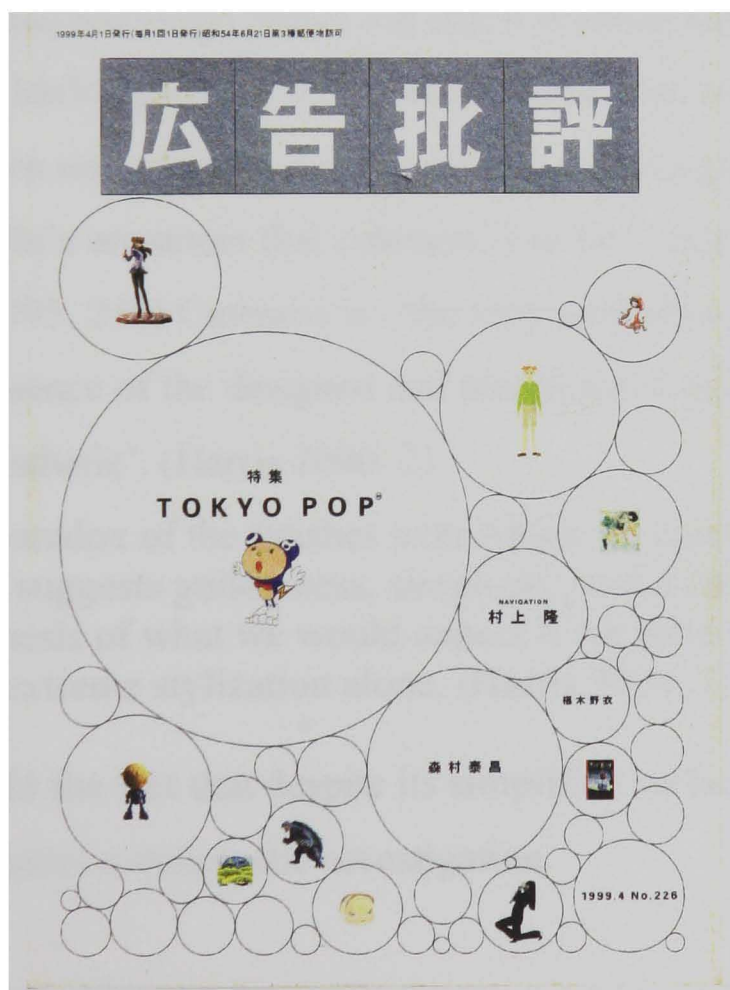 1999年4月1日発行(毎月1回1日発行)昭和54年6月21日第3種郵便物認可
広告批評
特集
TOKYO POP®
NAVIGATION
村上 隆
椹木野衣
森村泰昌
1999.4 No.226